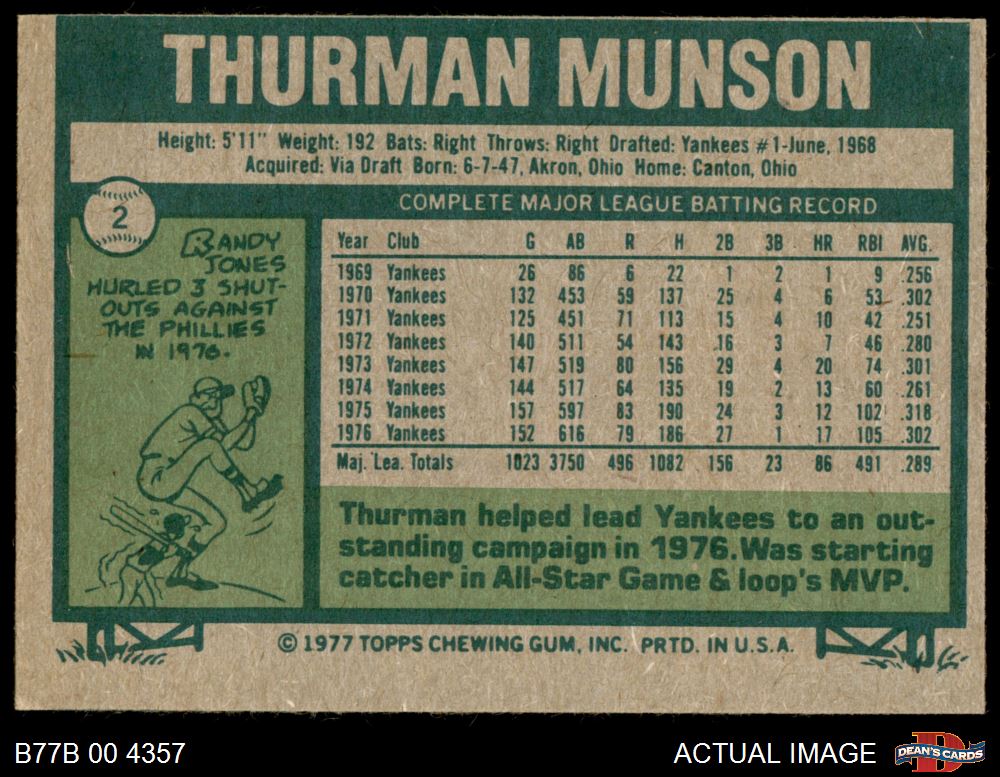 THURMAN MUNSON
Height: 5'11" Weight: 192 Bats: Right Throws: Right Drafted: Yankees #1-June, 1968
Acquired: Via Draft Born: 6-7-47, Akron, Ohio Home: Canton, Ohio
2
RANDY
JONES
HURLED 3 SHUT-
OUTS AGAINST
THE PHILLIES
IN 1976.
COMPLETE MAJOR LEAGUE BATTING RECORD
Year Club G AB R H 2B 3B HR RBI AVG.
1969 Yankees 26 86 6 22 1 2 1 9 .256
1970 Yankees 132 453 59 137 25 4 6 53 .302
1971 Yankees 125 451 71 113 15 4 10 42 .251
1972 Yankees 140 511 54 143 16 3 7 46 .280
1973 Yankees 147 519 80 156 29 4 20 74 .301
1974 Yankees 144 517 64 135 19 2 13 60 .261
1975 Yankees 157 597 83 190 24 3 12 102 .318
1976 Yankees 152 616 79 186 27 1 17 105 .302
Maj. Lea. Totals 1023 3750 496 1082 156 23 86 491 .289
Thurman helped lead Yankees to an out-
standing campaign in 1976. Was starting
catcher in All-Star Game & loop's MVP.
© 1977 TOPPS CHEWING GUM, INC. PRTD. IN U.S.A.
B77B 00 4357
ACTUAL IMAGE
D
DEAN'S CARDS